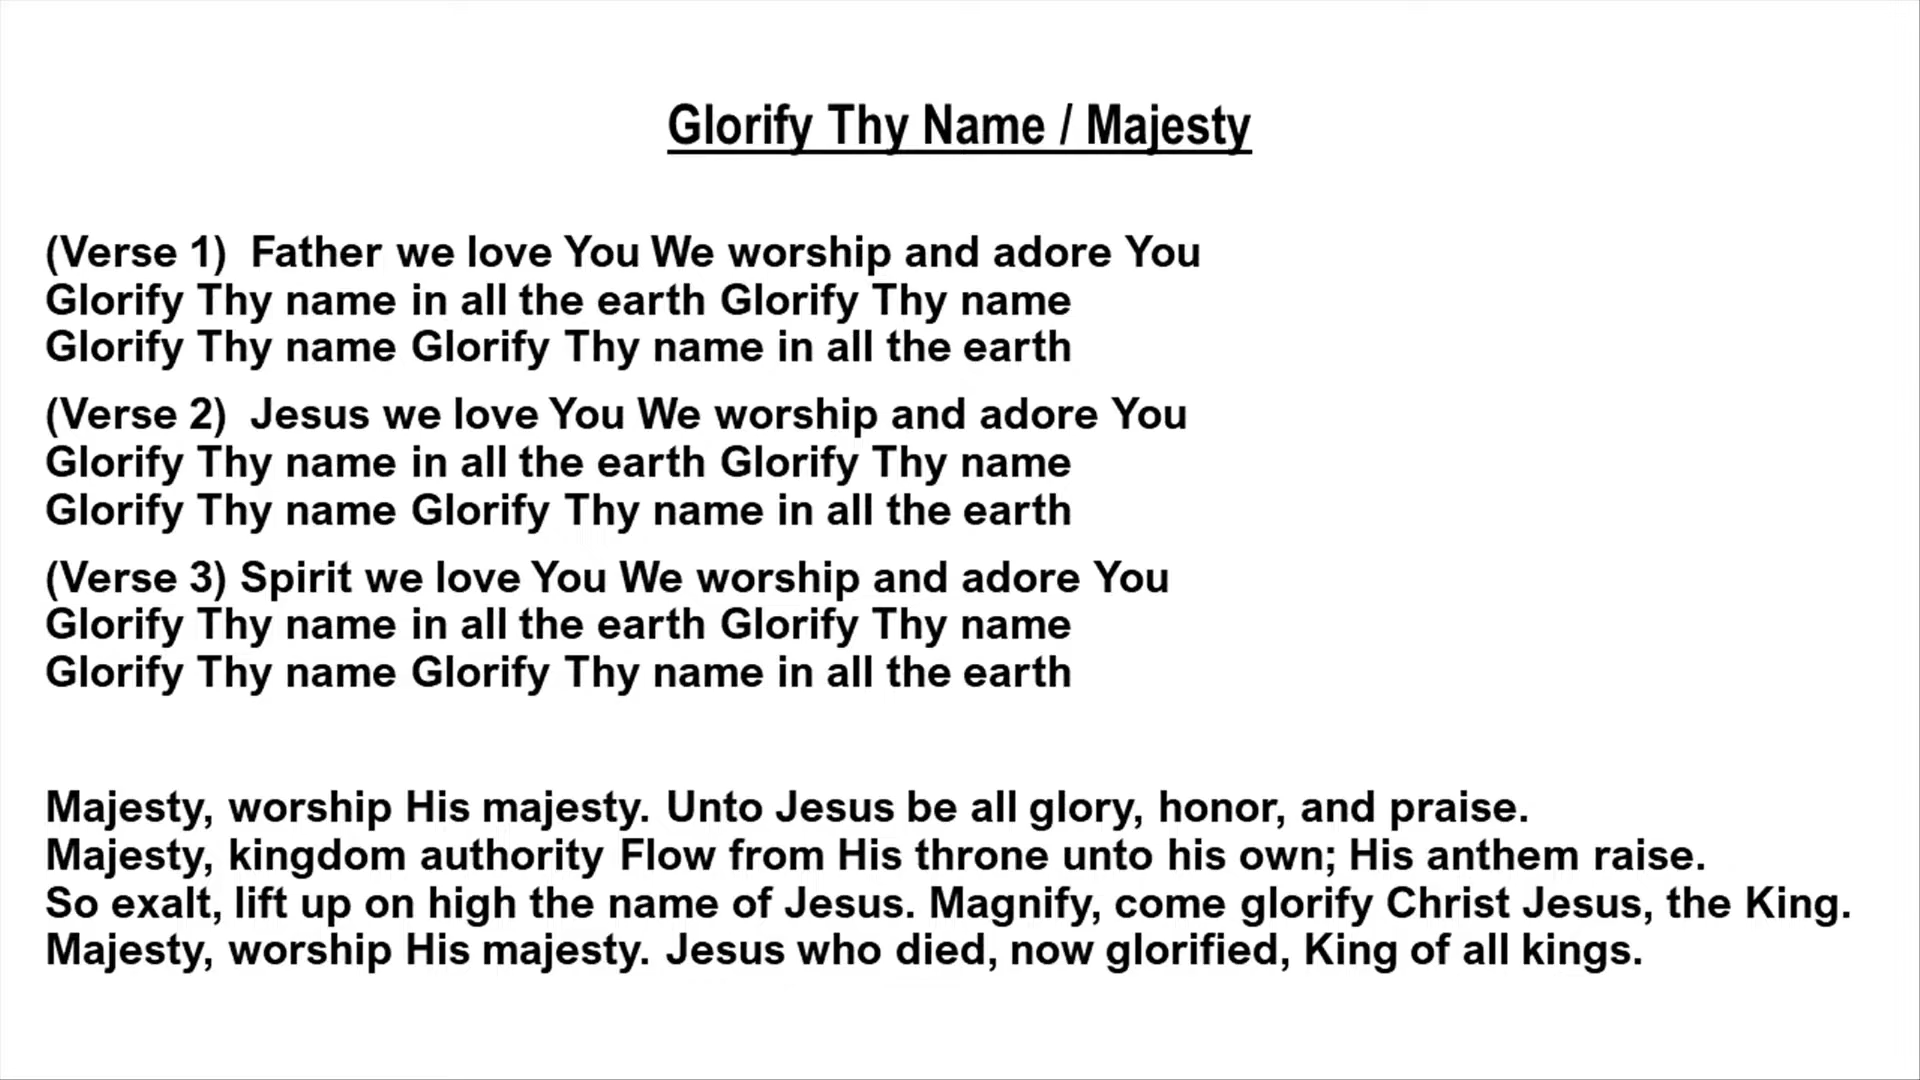 Glorify Thy Name / Majesty
(Verse 1)  Father we love You We worship and adore You
Glorify Thy name in all the earth Glorify Thy name
Glorify Thy name Glorify Thy name in all the earth
(Verse 2)  Jesus we love You We worship and adore You
Glorify Thy name in all the earth Glorify Thy name
Glorify Thy name Glorify Thy name in all the earth
(Verse 3) Spirit we love You We worship and adore You
Glorify Thy name in all the earth Glorify Thy name
Glorify Thy name Glorify Thy name in all the earth
Majesty, worship His majesty. Unto Jesus be all glory, honor, and praise.
Majesty, kingdom authority Flow from His throne unto his own; His anthem raise.
So exalt, lift up on high the name of Jesus. Magnify, come glorify Christ Jesus, the King.
Majesty, worship His majesty. Jesus who died, now glorified, King of all kings.